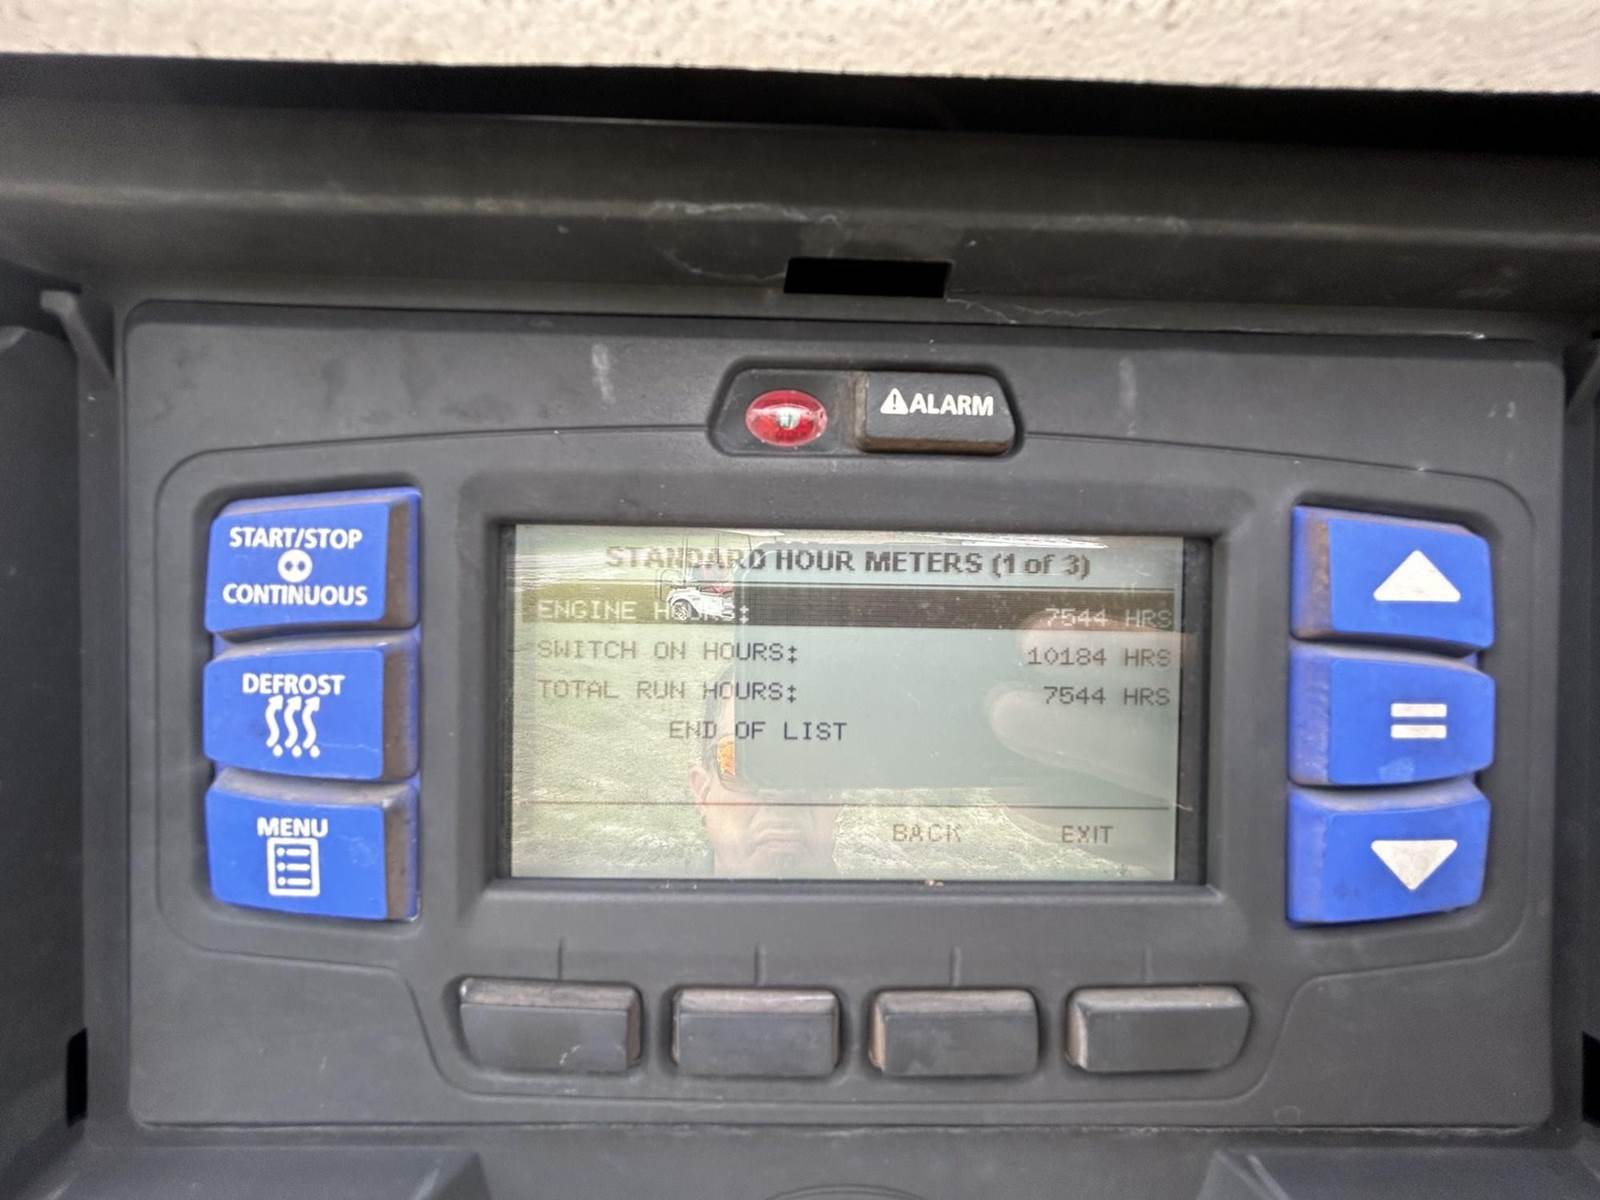 ALARM
START/STOP
CONTINUOUS
DEFROST
MENU
STANDARD HOUR METERS (1 of 3)
ENGINE HOURS: 7544 HRS
SWITCH ON HOURS: 10184 HRS
TOTAL RUN HOURS: 7544 HRS
END OF LIST
BACK EXIT